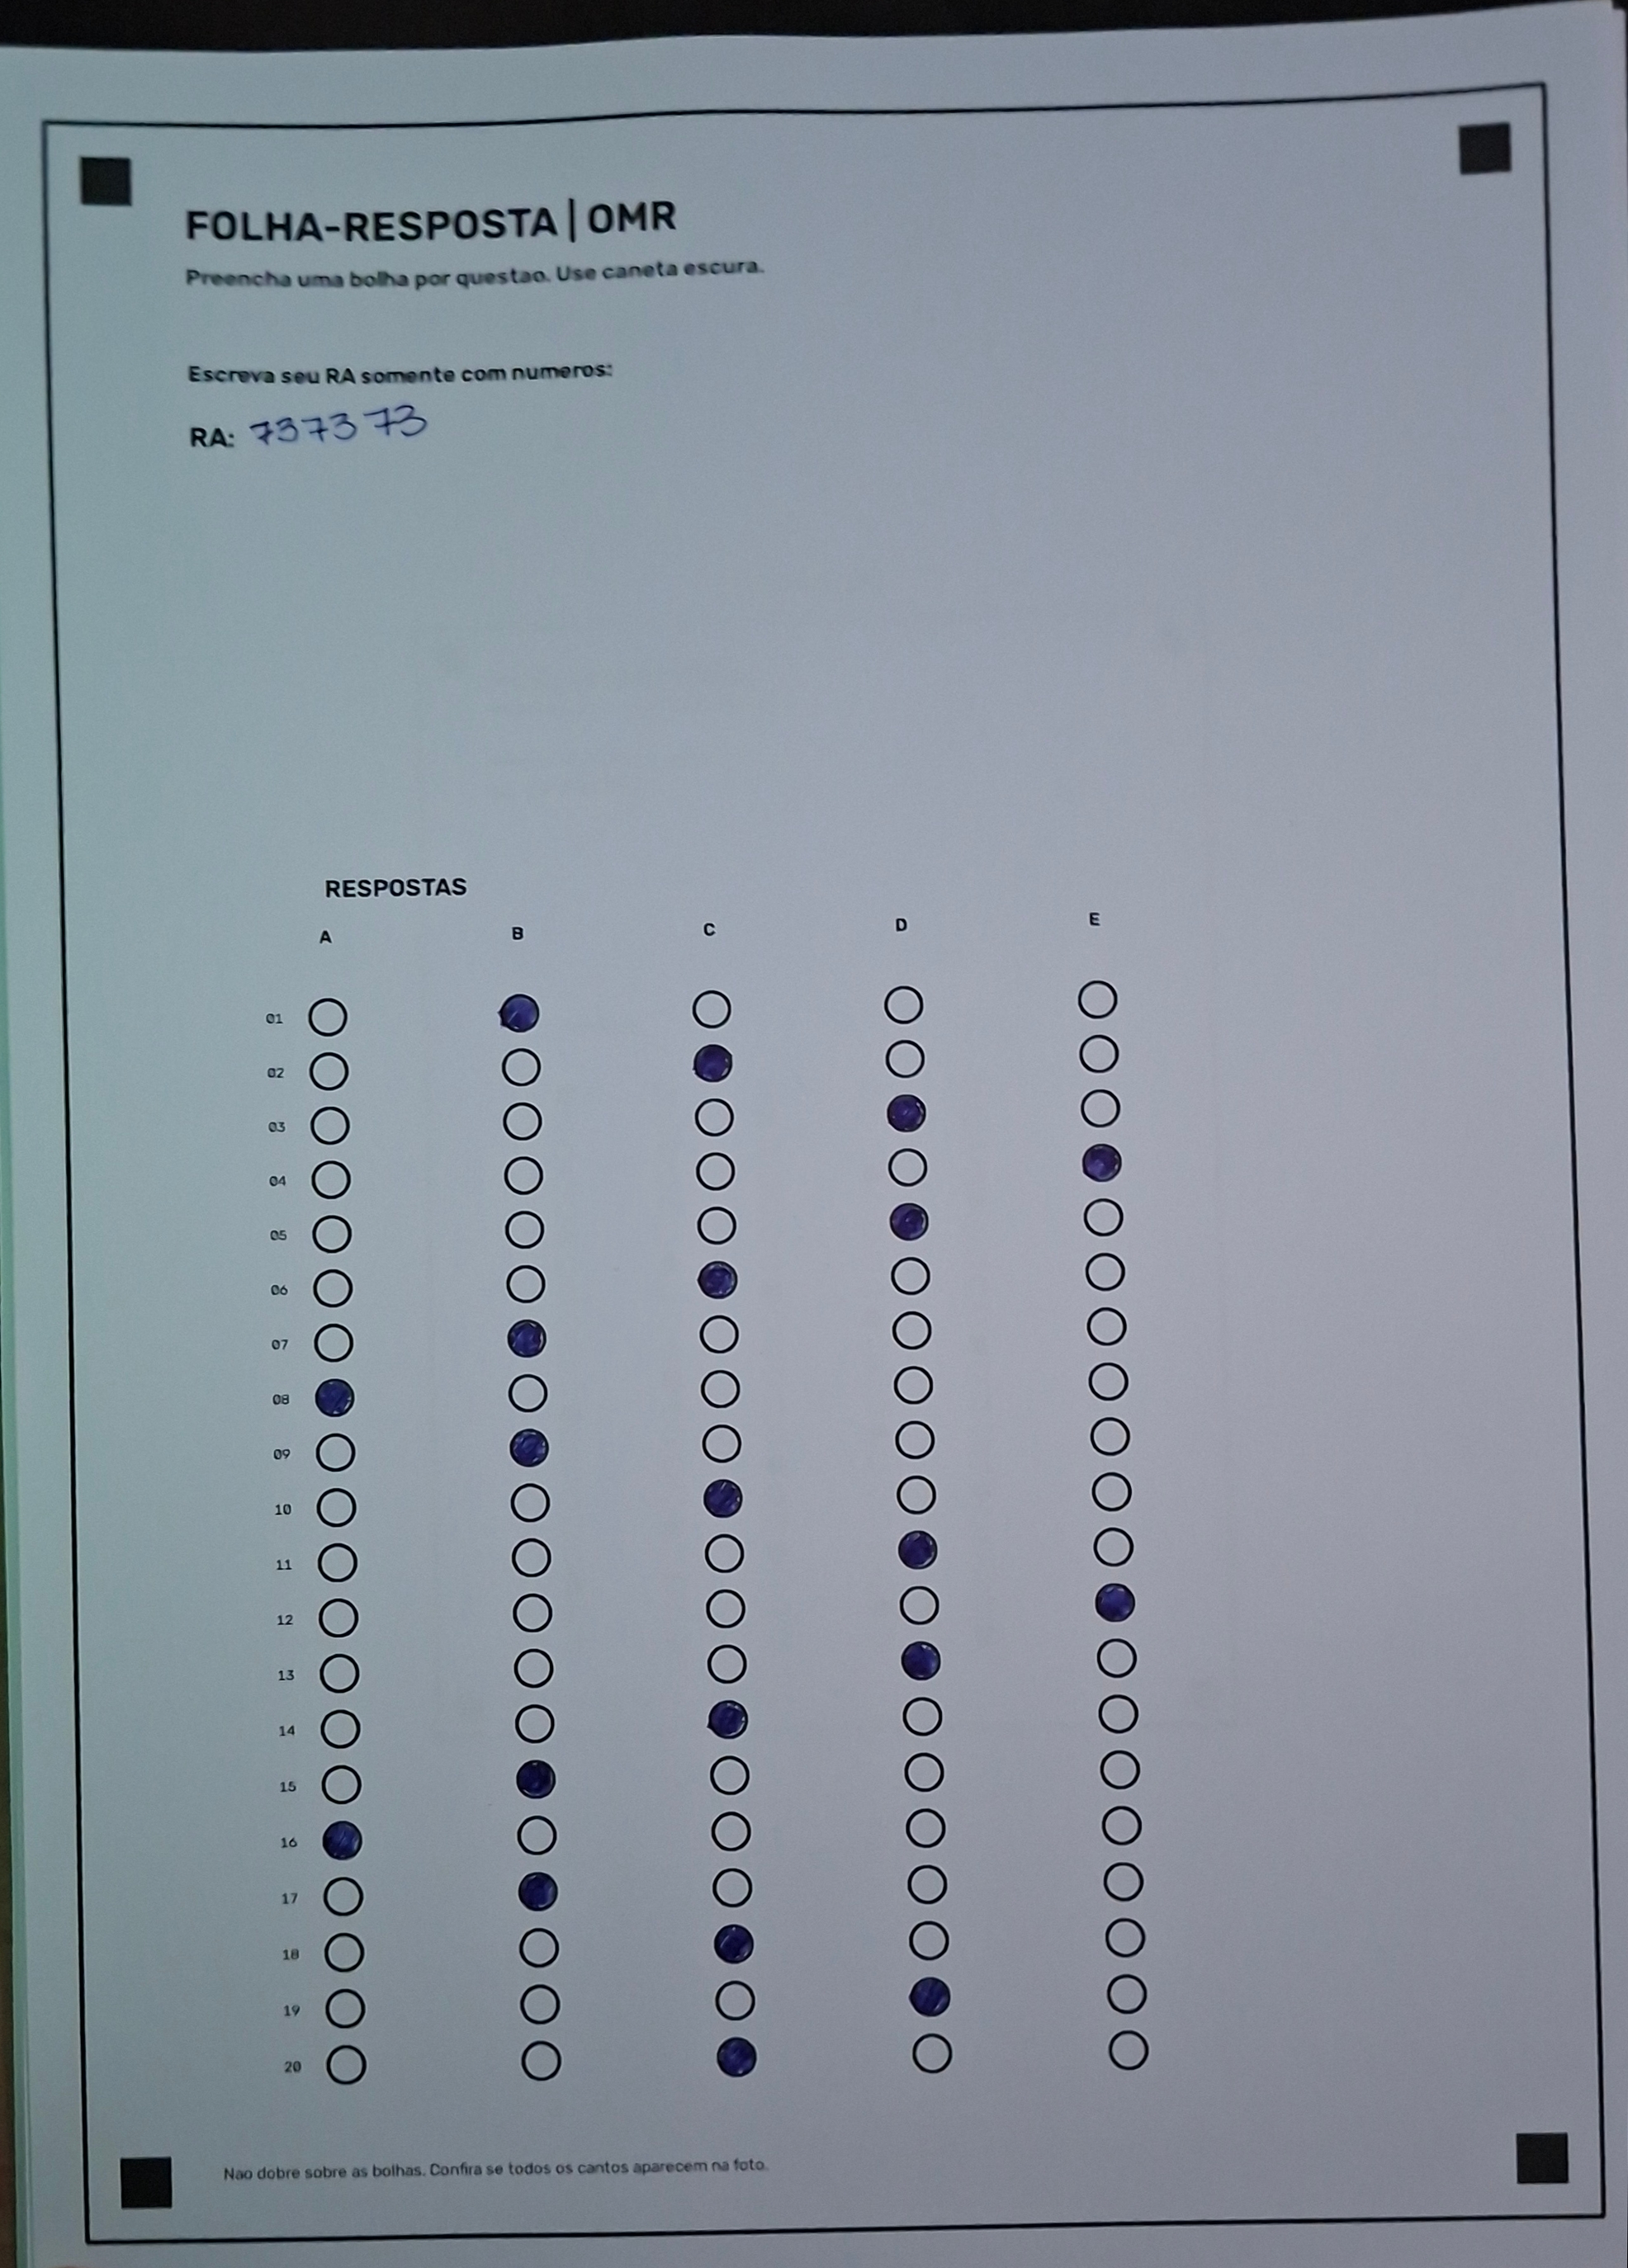 FOLHA-RESPOSTA | OMR
Preencha uma bolha por questao. Use caneta escura.
Escreva seu RA somente com numeros:
RA: 737373
RESPOSTAS
A B C D E
01
02
03
04
05
06
07
08
09
10
11
12
13
14
15
16
17
18
19
20
Nao dobre sobre as bolhas. Confira se todos os cantos aparecem na foto.